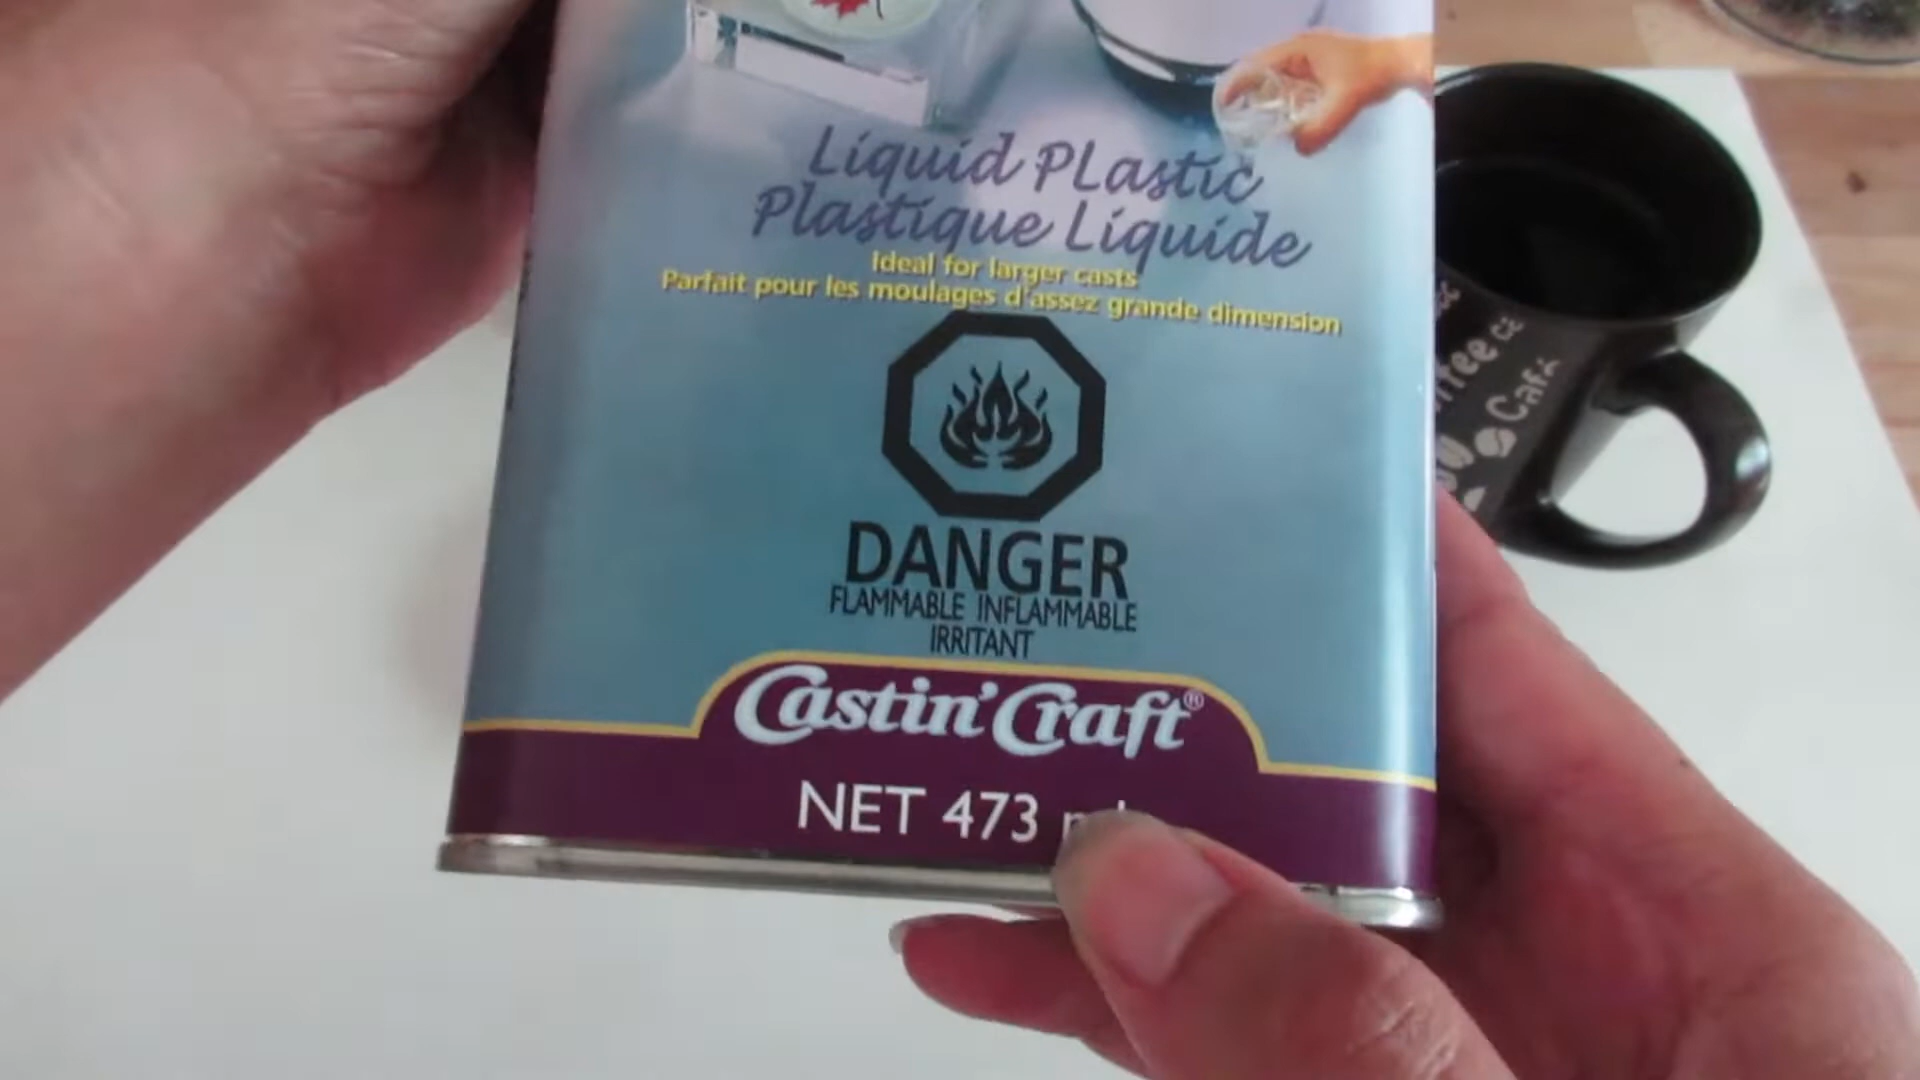 Liquid PLastic
Plastique Liquide
Ideal for larger casts
Parfait pour les moulages d'assez grande dimension
DANGER
FLAMMABLE INFLAMMABLE
IRRITANT
Castin'Craft®
NET 473
Café